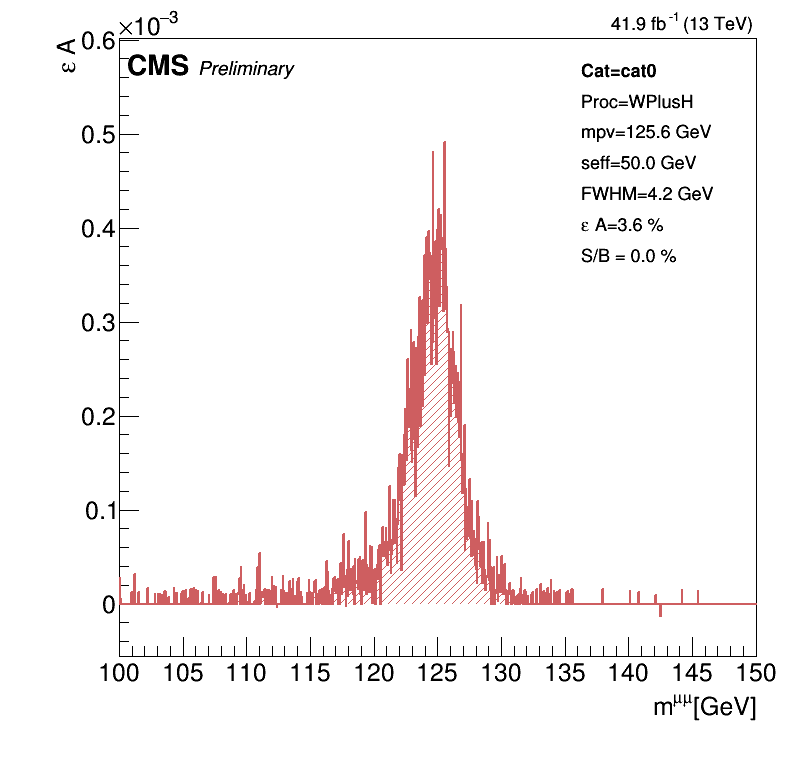 41.9 fb⁻¹ (13 TeV)
×10⁻³
ε A
CMS Preliminary
Cat=cat0
Proc=WPlusH
mpv=125.6 GeV
seff=50.0 GeV
FWHM=4.2 GeV
ε A=3.6 %
S/B = 0.0 %
0.6
0.5
0.4
0.3
0.2
0.1
0
100 105 110 115 120 125 130 135 140 145 150
m^μμ[GeV]